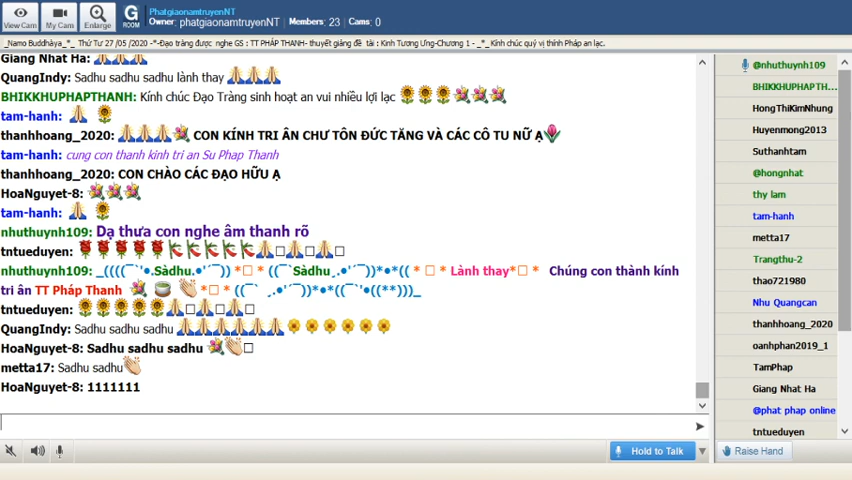 View Cam
My Cam
Enlarge
G
ROOM
PhatgiaonamtruyenNT
Owner: phatgiaonamtruyenNT | Members: 23 | Cams: 0
_Namo Buddhàya_*_ Thứ Tư 27 /05 /2020 -*-Đạo tràng được nghe GS : TT PHÁP THANH- thuyết giảng đề tài : Kinh Tương Ưng-Chương 1 - _*_Kính chúc quý vị thính Pháp an lạc.
Giang Nhat Ha: 🙏🙏🙏
QuangIndy: Sadhu sadhu sadhu lành thay 🙏🙏🙏
BHIKKHUPHAPTHANH: Kính chúc Đạo Tràng sinh hoạt an vui nhiều lợi lạc 🌻🌻🌻💐💐💐
tam-hanh: 🙏 🌻
thanhhoang_2020: 🙏🙏🙏💐 CON KÍNH TRI ÂN CHƯ TÔN ĐỨC TĂNG VÀ CÁC CÔ TU NỮ Ạ🌷
tam-hanh: cung con thanh kinh tri an Su Phap Thanh
thanhhoang_2020: CON CHÀO CÁC ĐẠO HỮU Ạ
HoaNguyet-8: 💐💐💐
tam-hanh: 🙏 🌻
nhuthuynh109: Dạ thưa con nghe âm thanh rõ
tntueduyen: 🌹🌹🌹🌹🌹🎋🎋🎋🎋🎋🙏□🙏□🙏□
nhuthuynh109: _((((¯`'•.Sàdhu.•'´¯)) *□ * ((¯`Sàdhu¸.•'´¯))*•*(( * □ * Lành thay*□ * Chúng con thành kính
tri ân TT Pháp Thanh 💐 🍵 👏 *□ * ((¯` ¸.•'´¯))*•*((¯`'•((**)))_
tntueduyen: 🌻🌻🌻🌻🌻🙏□🙏□🙏□
QuangIndy: Sadhu sadhu sadhu 🙏🙏🙏🙏🙏🙏🌼🌼🌼🌼🌼🌼
HoaNguyet-8: Sadhu sadhu sadhu 💐👏□
metta17: Sadhu sadhu👏
HoaNguyet-8: 1111111
Hold to Talk
Raise Hand
@nhuthuynh109
BHIKKHUPHAPTH...
HongThiKimNhung
Huyenmong2013
Suthanhtam
@hongnhat
thy lam
tam-hanh
metta17
Trangthu-2
thao721980
Nhu Quangcan
thanhhoang_2020
oanhphan2019_1
TamPhap
Giang Nhat Ha
@phat phap online
tntueduyen